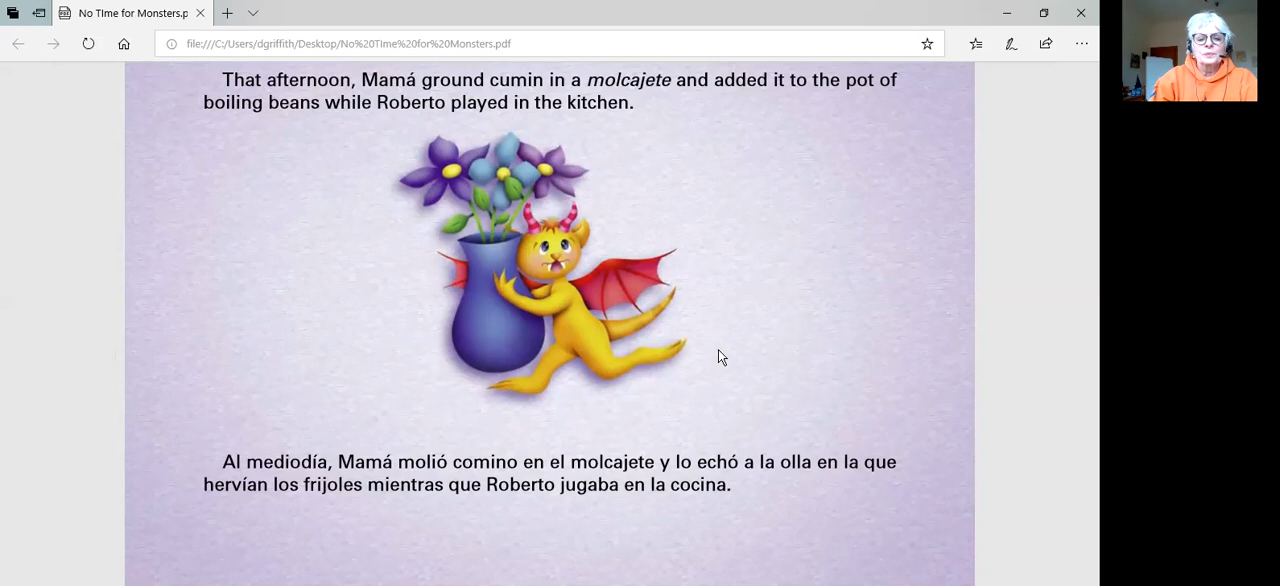 No TIme for Monsters.p
file:///C:/Users/dgriffith/Desktop/No%20TIme%20for%20Monsters.pdf
That afternoon, Mamá ground cumin in a molcajete and added it to the pot of
boiling beans while Roberto played in the kitchen.
Al mediodía, Mamá molió comino en el molcajete y lo echó a la olla en la que
hervían los frijoles mientras que Roberto jugaba en la cocina.